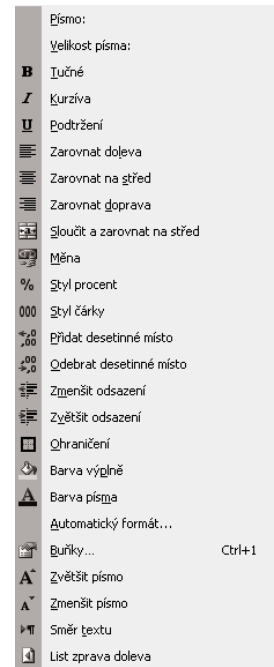 Písmo:
Velikost písma:
B Tučné
I Kurzíva
U Podtržení
Zarovnat doleva
Zarovnat na střed
Zarovnat doprava
Sloučit a zarovnat na střed
Měna
% Styl procent
000 Styl čárky
Přidat desetinné místo
Odebrat desetinné místo
Zmenšit odsazení
Zvětšit odsazení
Ohraničení
Barva výplně
A Barva písma
Automatický formát...
Buňky... Ctrl+1
A Zvětšit písmo
A Zmenšit písmo
Směr textu
List zprava doleva